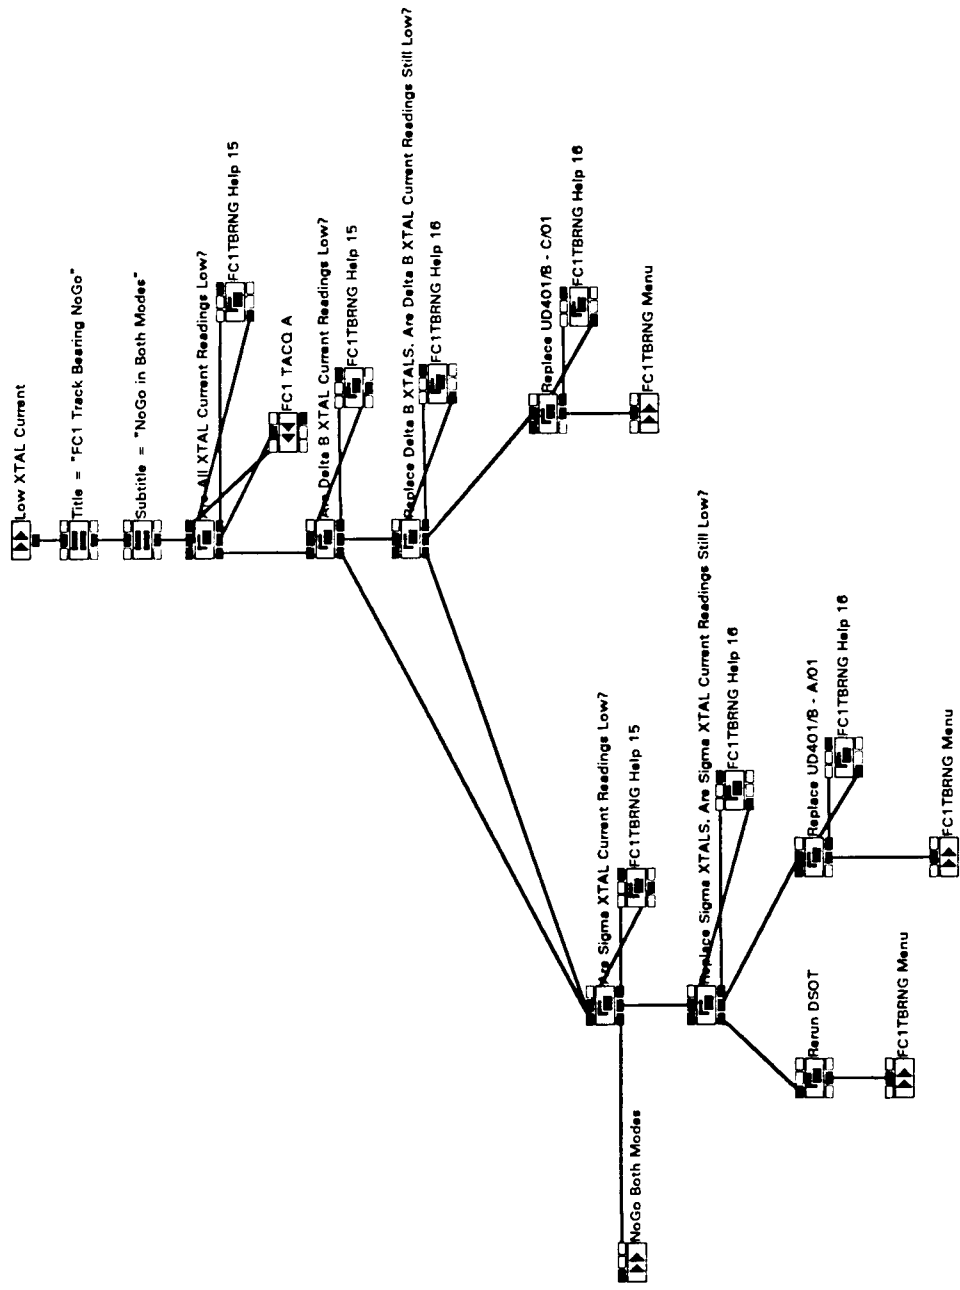 Low XTAL Current
Title = "FC1 Track Bearing NoGo"
Subtitle = "NoGo in Both Modes"
Are All XTAL Current Readings Low?
FC1TBRNG Help 15
FC1 TACQ A
Are Delta B XTAL Current Readings Low?
FC1TBRNG Help 15
Replace Delta B XTALS. Are Delta B XTAL Current Readings Still Low?
FC1TBRNG Help 16
Replace UD401/B - C/01
FC1TBRNG Help 16
FC1TBRNG Menu
Are Sigma XTAL Current Readings Low?
FC1TBRNG Help 15
NoGo Both Modes
Replace Sigma XTALS. Are Sigma XTAL Current Readings Still Low?
FC1TBRNG Help 16
Replace UD401/B - A/01
FC1TBRNG Help 16
FC1TBRNG Menu
Rerun DSOT
FC1TBRNG Menu